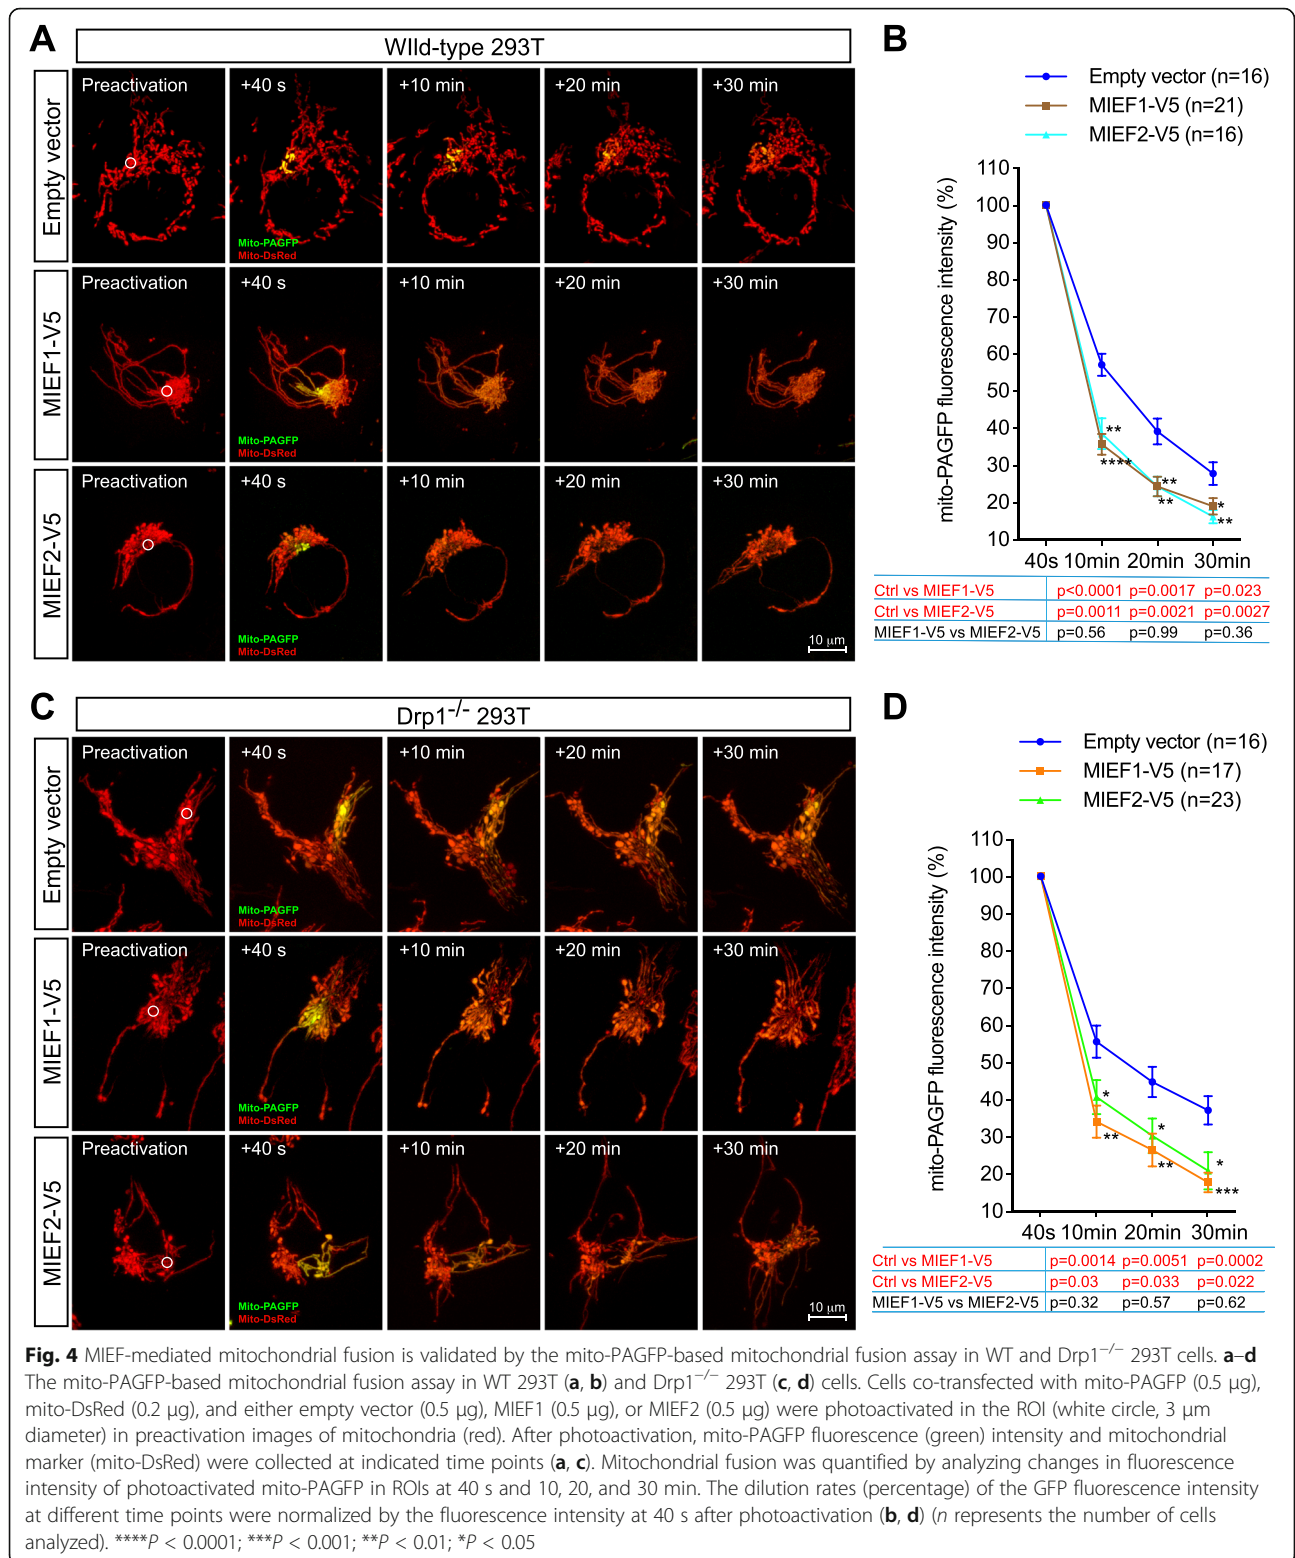 A
WIld-type 293T
Empty vector
Preactivation
+40 s
+10 min
+20 min
+30 min
Mito-PAGFP
Mito-DsRed
MIEF1-V5
Preactivation
+40 s
+10 min
+20 min
+30 min
Mito-PAGFP
Mito-DsRed
MIEF2-V5
Preactivation
+40 s
+10 min
+20 min
+30 min
Mito-PAGFP
Mito-DsRed
10 µm
B
Empty vector (n=16)
MIEF1-V5 (n=21)
MIEF2-V5 (n=16)
mito-PAGFP fluorescence intensity (%)
110
100
90
80
70
60
50
40
30
20
10
**
****
**
**
*
**
40s 10min 20min 30min
Ctrl vs MIEF1-V5 p<0.0001 p=0.0017 p=0.023
Ctrl vs MIEF2-V5 p=0.0011 p=0.0021 p=0.0027
MIEF1-V5 vs MIEF2-V5 p=0.56 p=0.99 p=0.36
C
Drp1-/- 293T
Empty vector
Preactivation
+40 s
+10 min
+20 min
+30 min
Mito-PAGFP
Mito-DsRed
MIEF1-V5
Preactivation
+40 s
+10 min
+20 min
+30 min
Mito-PAGFP
Mito-DsRed
MIEF2-V5
Preactivation
+40 s
+10 min
+20 min
+30 min
Mito-PAGFP
Mito-DsRed
10 µm
D
Empty vector (n=16)
MIEF1-V5 (n=17)
MIEF2-V5 (n=23)
mito-PAGFP fluorescence intensity (%)
110
100
90
80
70
60
50
40
30
20
10
*
**
*
**
*
***
40s 10min 20min 30min
Ctrl vs MIEF1-V5 p=0.0014 p=0.0051 p=0.0002
Ctrl vs MIEF2-V5 p=0.03 p=0.033 p=0.022
MIEF1-V5 vs MIEF2-V5 p=0.32 p=0.57 p=0.62
Fig. 4 MIEF-mediated mitochondrial fusion is validated by the mito-PAGFP-based mitochondrial fusion assay in WT and Drp1−/− 293T cells. a–d
The mito-PAGFP-based mitochondrial fusion assay in WT 293T (a, b) and Drp1−/− 293T (c, d) cells. Cells co-transfected with mito-PAGFP (0.5 µg),
mito-DsRed (0.2 µg), and either empty vector (0.5 µg), MIEF1 (0.5 µg), or MIEF2 (0.5 µg) were photoactivated in the ROI (white circle, 3 µm
diameter) in preactivation images of mitochondria (red). After photoactivation, mito-PAGFP fluorescence (green) intensity and mitochondrial
marker (mito-DsRed) were collected at indicated time points (a, c). Mitochondrial fusion was quantified by analyzing changes in fluorescence
intensity of photoactivated mito-PAGFP in ROIs at 40 s and 10, 20, and 30 min. The dilution rates (percentage) of the GFP fluorescence intensity
at different time points were normalized by the fluorescence intensity at 40 s after photoactivation (b, d) (n represents the number of cells
analyzed). ****P < 0.0001; ***P < 0.001; **P < 0.01; *P < 0.05